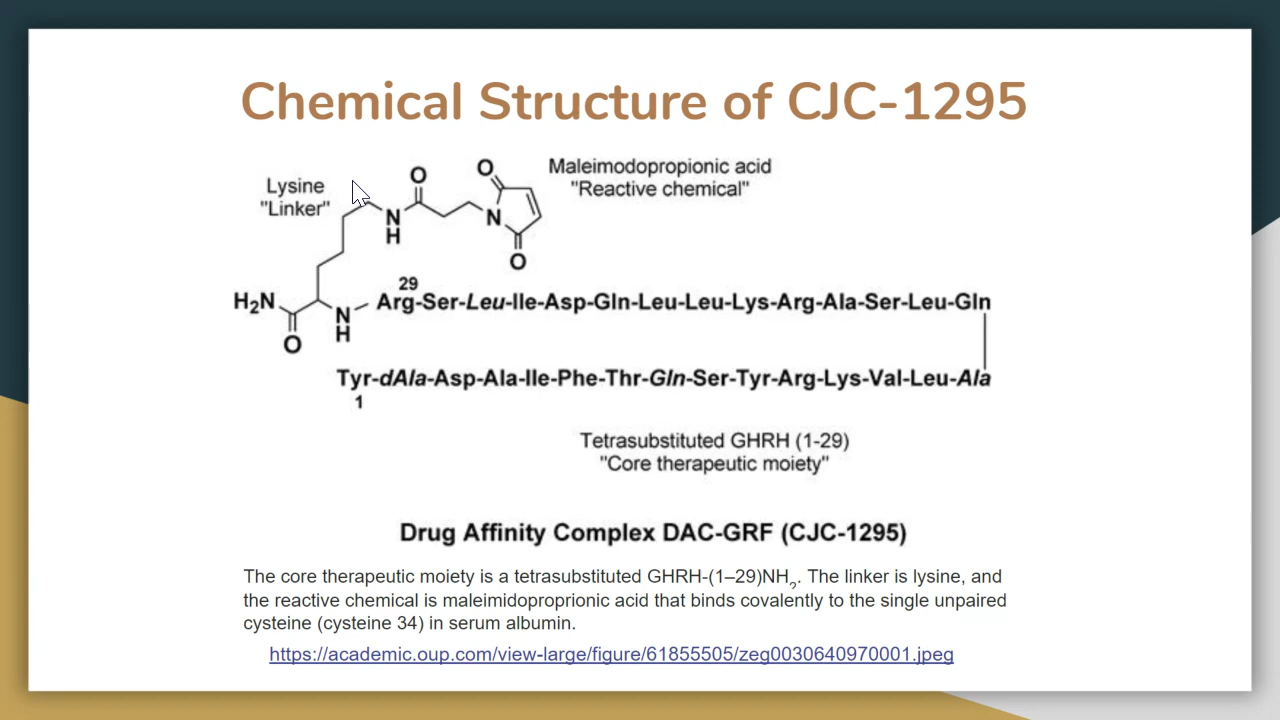 Chemical Structure of CJC-1295
Maleimodopropionic acid
"Reactive chemical"
Lysine
"Linker"
O
O
N
H
N
O
29
H2N
N
H
O
Arg-Ser-Leu-Ile-Asp-Gln-Leu-Leu-Lys-Arg-Ala-Ser-Leu-Gln
Tyr-dAla-Asp-Ala-Ile-Phe-Thr-Gln-Ser-Tyr-Arg-Lys-Val-Leu-Ala
1
Tetrasubstituted GHRH (1-29)
"Core therapeutic moiety"
Drug Affinity Complex DAC-GRF (CJC-1295)
The core therapeutic moiety is a tetrasubstituted GHRH-(1–29)NH2. The linker is lysine, and
the reactive chemical is maleimidoproprionic acid that binds covalently to the single unpaired
cysteine (cysteine 34) in serum albumin.
https://academic.oup.com/view-large/figure/61855505/zeg0030640970001.jpeg